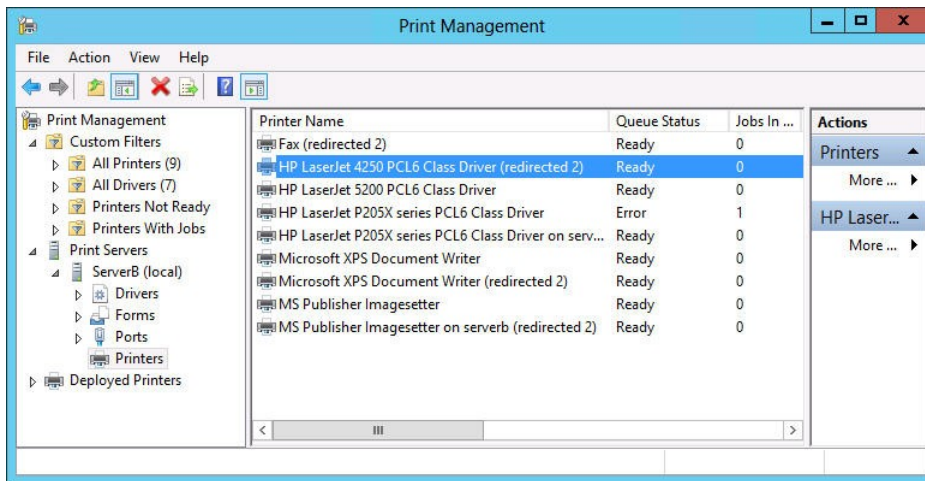 Print Management
File Action View Help
Print Management
Custom Filters
All Printers (9)
All Drivers (7)
Printers Not Ready
Printers With Jobs
Print Servers
ServerB (local)
Drivers
Forms
Ports
Printers
Deployed Printers
Printer Name Queue Status Jobs In ...
Fax (redirected 2) Ready 0
HP LaserJet 4250 PCL6 Class Driver (redirected 2) Ready 0
HP LaserJet 5200 PCL6 Class Driver Ready 0
HP LaserJet P205X series PCL6 Class Driver Error 1
HP LaserJet P205X series PCL6 Class Driver on serv... Ready 0
Microsoft XPS Document Writer Ready 0
Microsoft XPS Document Writer (redirected 2) Ready 0
MS Publisher Imagesetter Ready 0
MS Publisher Imagesetter on serverb (redirected 2) Ready 0
Actions
Printers
More ...
HP Laser...
More ...